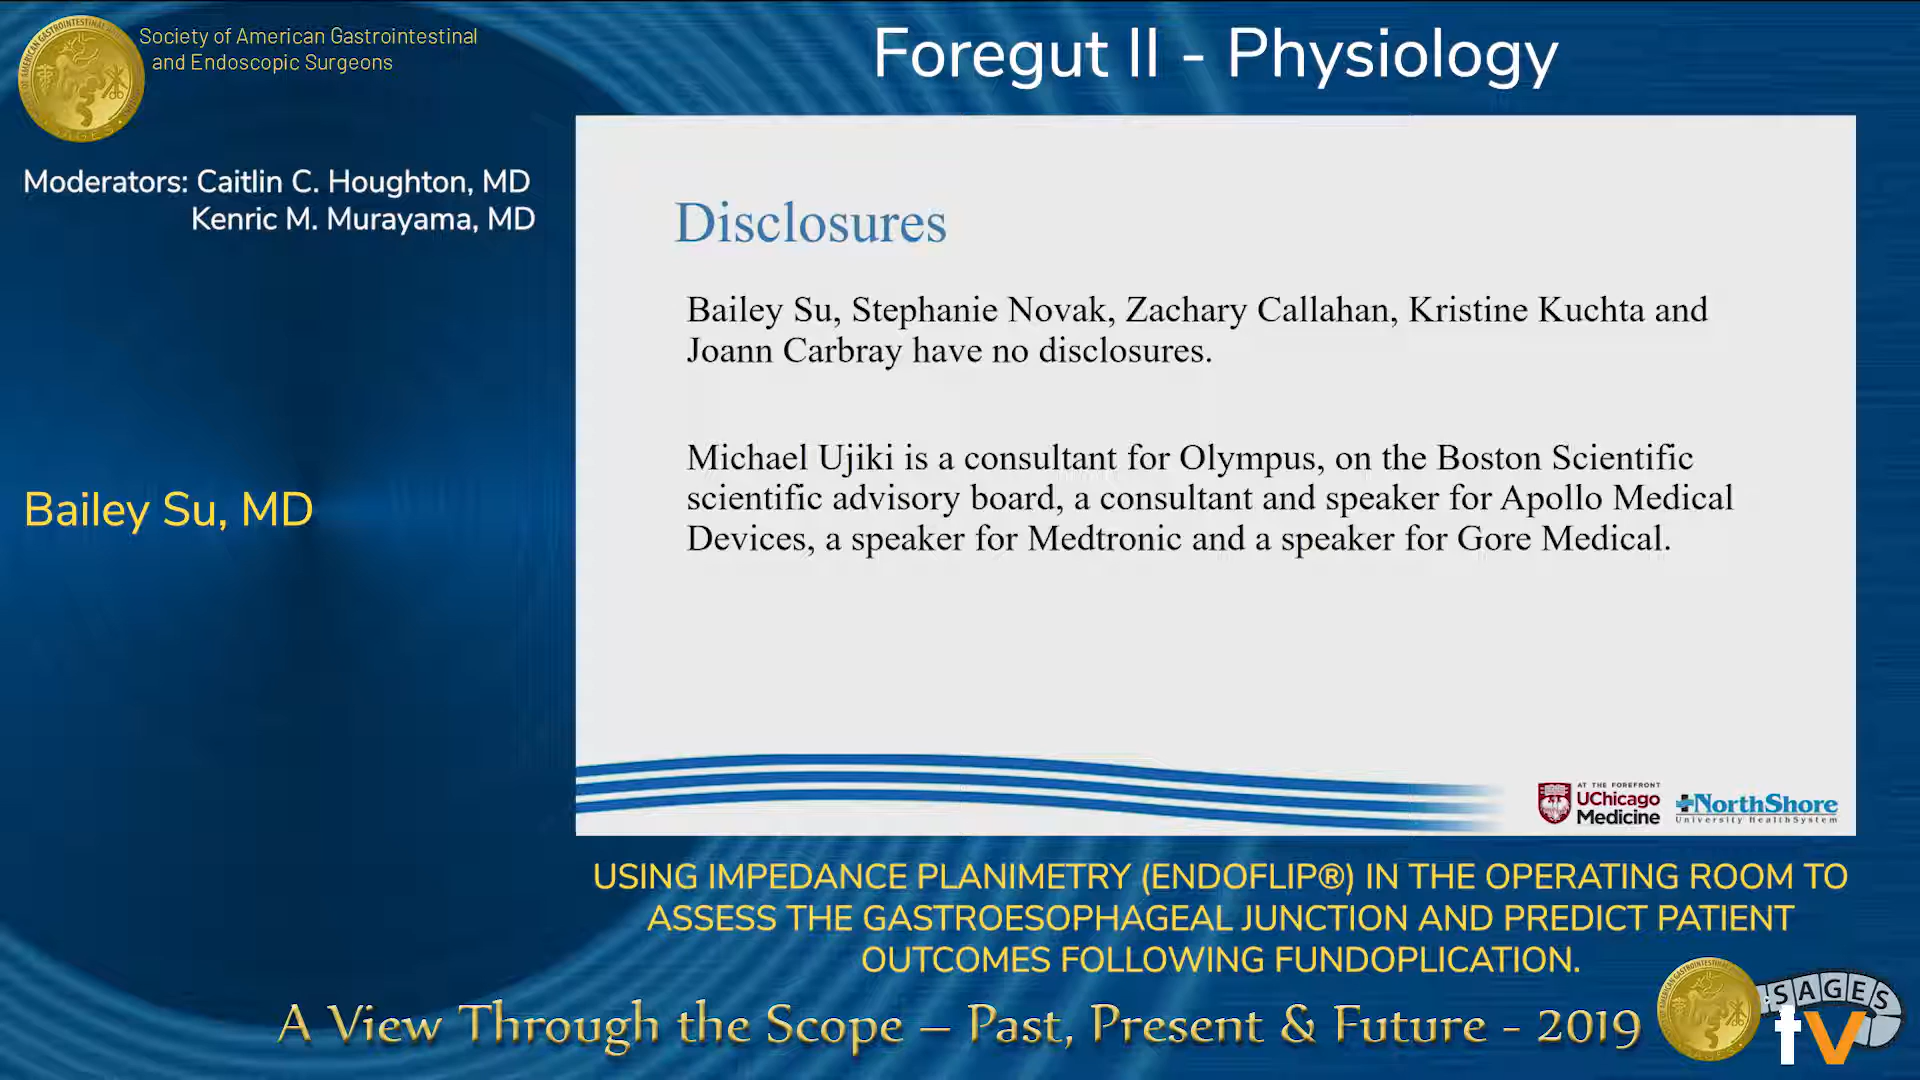 Society of American Gastrointestinal
and Endoscopic Surgeons
Foregut II - Physiology
Moderators: Caitlin C. Houghton, MD
Kenric M. Murayama, MD
Bailey Su, MD
Disclosures
Bailey Su, Stephanie Novak, Zachary Callahan, Kristine Kuchta and
Joann Carbray have no disclosures.
Michael Ujiki is a consultant for Olympus, on the Boston Scientific
scientific advisory board, a consultant and speaker for Apollo Medical
Devices, a speaker for Medtronic and a speaker for Gore Medical.
AT THE FOREFRONT
UChicago
Medicine
NorthShore
University HealthSystem
USING IMPEDANCE PLANIMETRY (ENDOFLIP®) IN THE OPERATING ROOM TO
ASSESS THE GASTROESOPHAGEAL JUNCTION AND PREDICT PATIENT
OUTCOMES FOLLOWING FUNDOPLICATION.
A View Through the Scope – Past, Present & Future - 2019
SAGES
tv